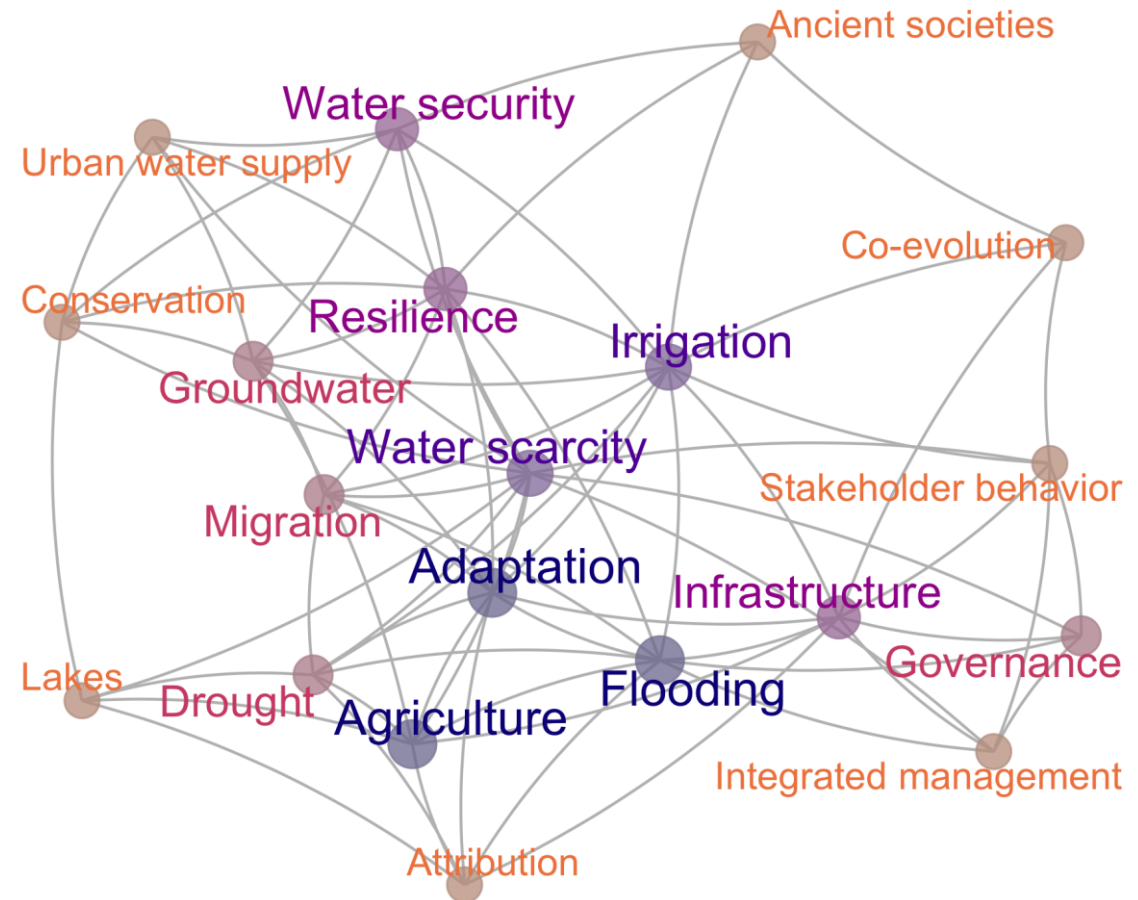 Ancient societies
Water security
Urban water supply
Co-evolution
Conservation
Resilience
Irrigation
Groundwater
Water scarcity
Stakeholder behavior
Migration
Adaptation
Infrastructure
Governance
Lakes
Drought
Flooding
Agriculture
Integrated management
Attribution